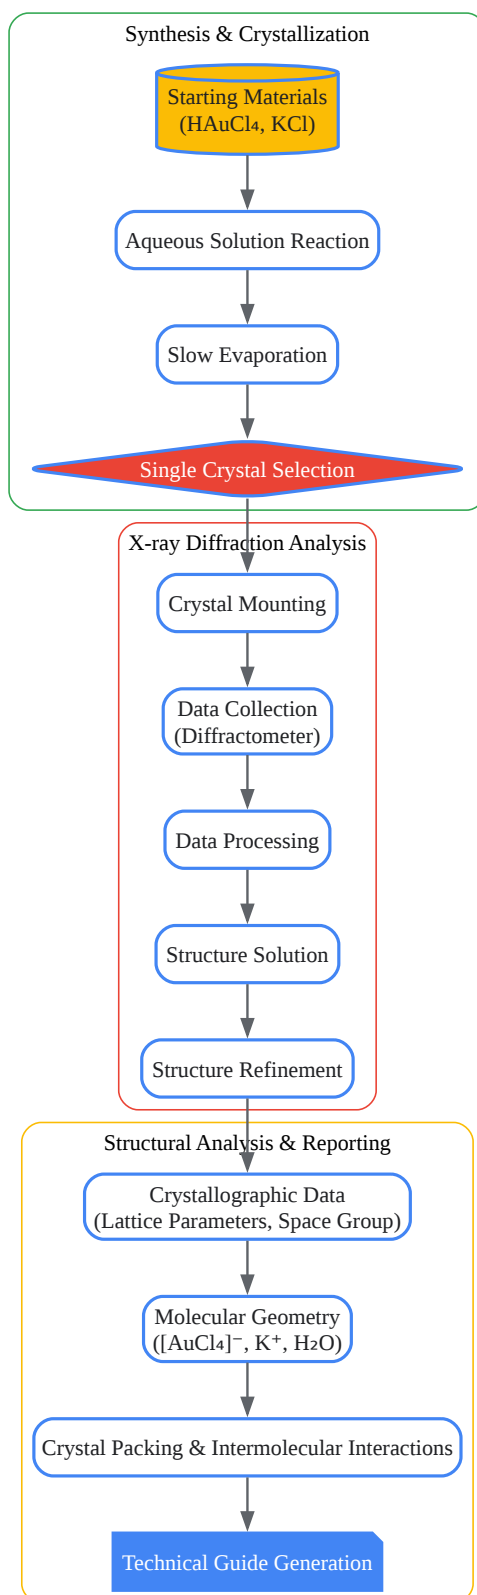 Synthesis & Crystallization
Starting Materials
(HAuCl₄, KCl)
Aqueous Solution Reaction
Slow Evaporation
Single Crystal Selection
X-ray Diffraction Analysis
Crystal Mounting
Data Collection
(Diffractometer)
Data Processing
Structure Solution
Structure Refinement
Structural Analysis & Reporting
Crystallographic Data
(Lattice Parameters, Space Group)
Molecular Geometry
([AuCl₄]⁻, K⁺, H₂O)
Crystal Packing & Intermolecular Interactions
Technical Guide Generation